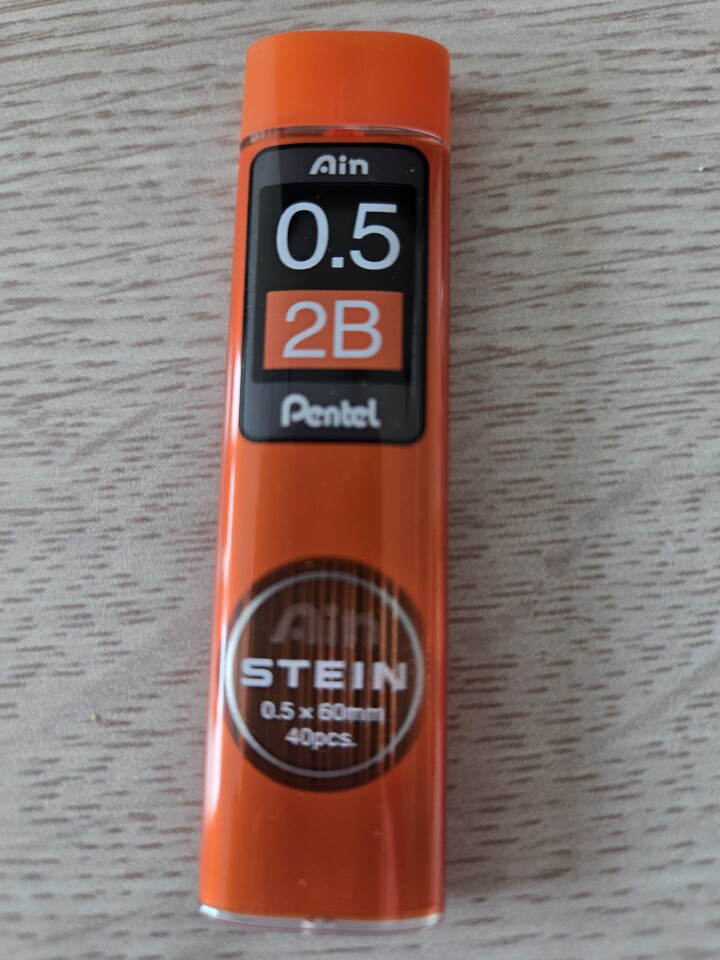 Ain
0.5
2B
Pentel
Ain
STEIN
0.5 x 60mm
40pcs.